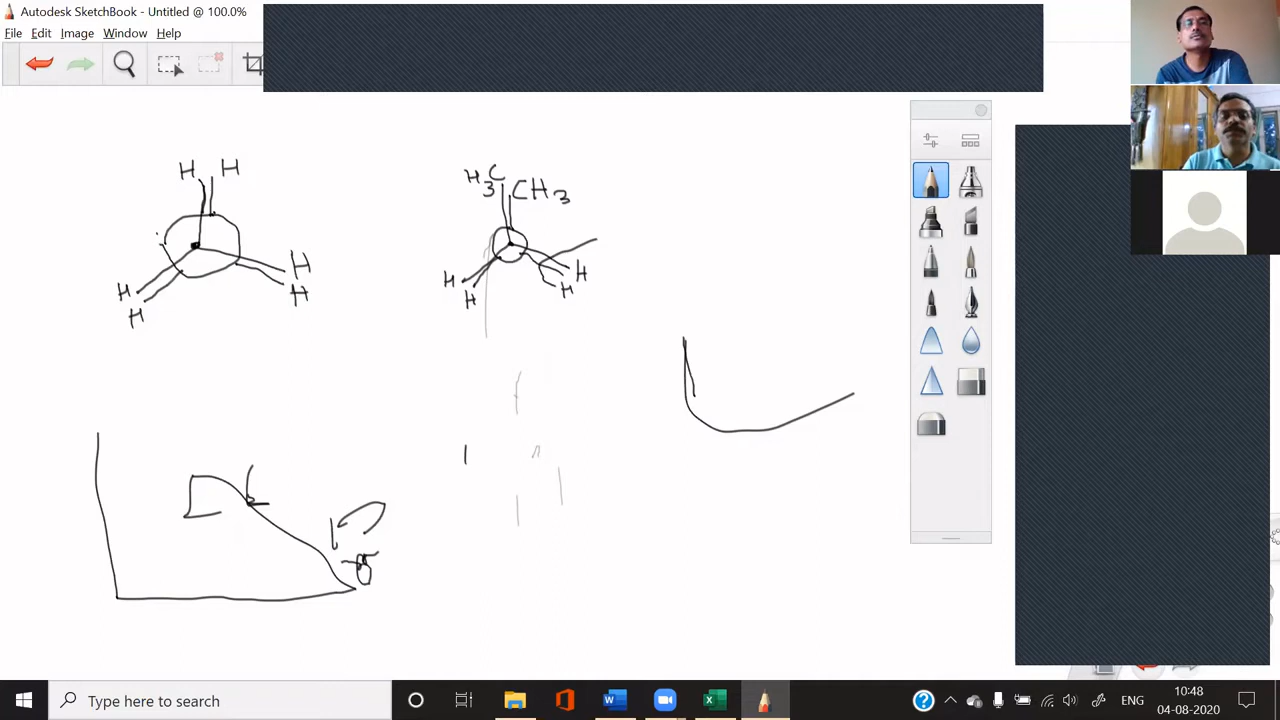 Autodesk SketchBook - Untitled @ 100.0%
File Edit Image Window Help
H H
H
H
H
H
H3C
CH3
H
H
H
H
Type here to search
ENG
10:48
04-08-2020